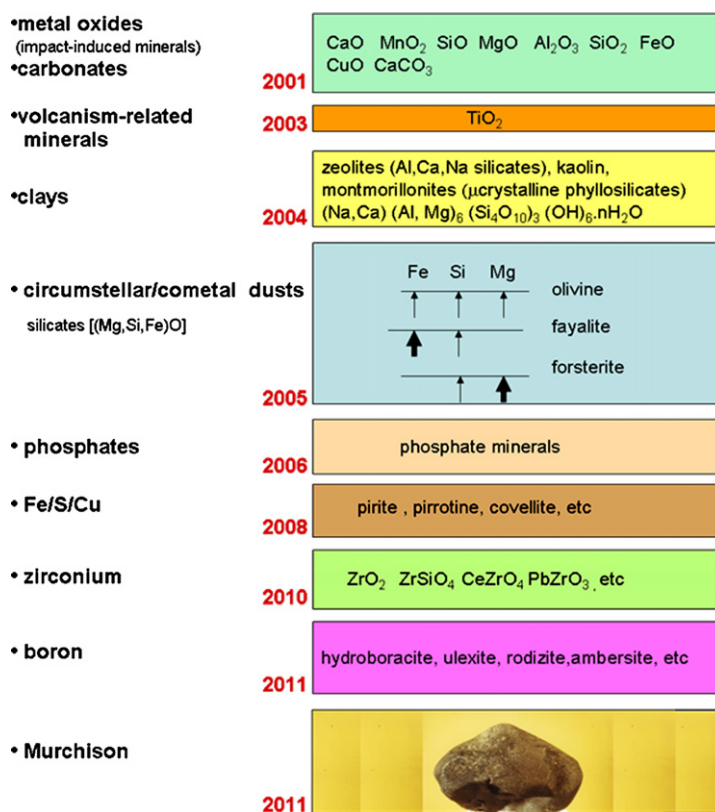 •metal oxides
(impact-induced minerals)
•carbonates
2001
CaO MnO₂ SiO MgO Al₂O₃ SiO₂ FeO
CuO CaCO₃
•volcanism-related
minerals
2003
TiO₂
•clays
2004
zeolites (Al,Ca,Na silicates), kaolin,
montmorillonites (μcrystalline phyllosilicates)
(Na,Ca) (Al, Mg)₆ (Si₄O₁₀)₃ (OH)₆.nH₂O
• circumstellar/cometal dusts
silicates [(Mg,Si,Fe)O]
2005
Fe Si Mg
olivine
fayalite
forsterite
• phosphates
2006
phosphate minerals
• Fe/S/Cu
2008
pirite , pirrotine, covellite, etc
• zirconium
2010
ZrO₂ ZrSiO₄ CeZrO₄ PbZrO₃ , etc
• boron
2011
hydroboracite, ulexite, rodizite,ambersite, etc
• Murchison
2011